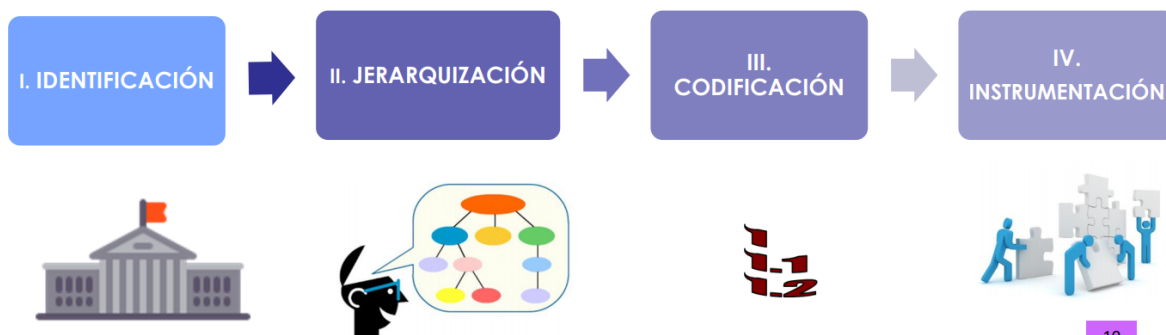 I. IDENTIFICACIÓN
II. JERARQUIZACIÓN
III.
CODIFICACIÓN
IV.
INSTRUMENTACIÓN
1
1.1
1.2